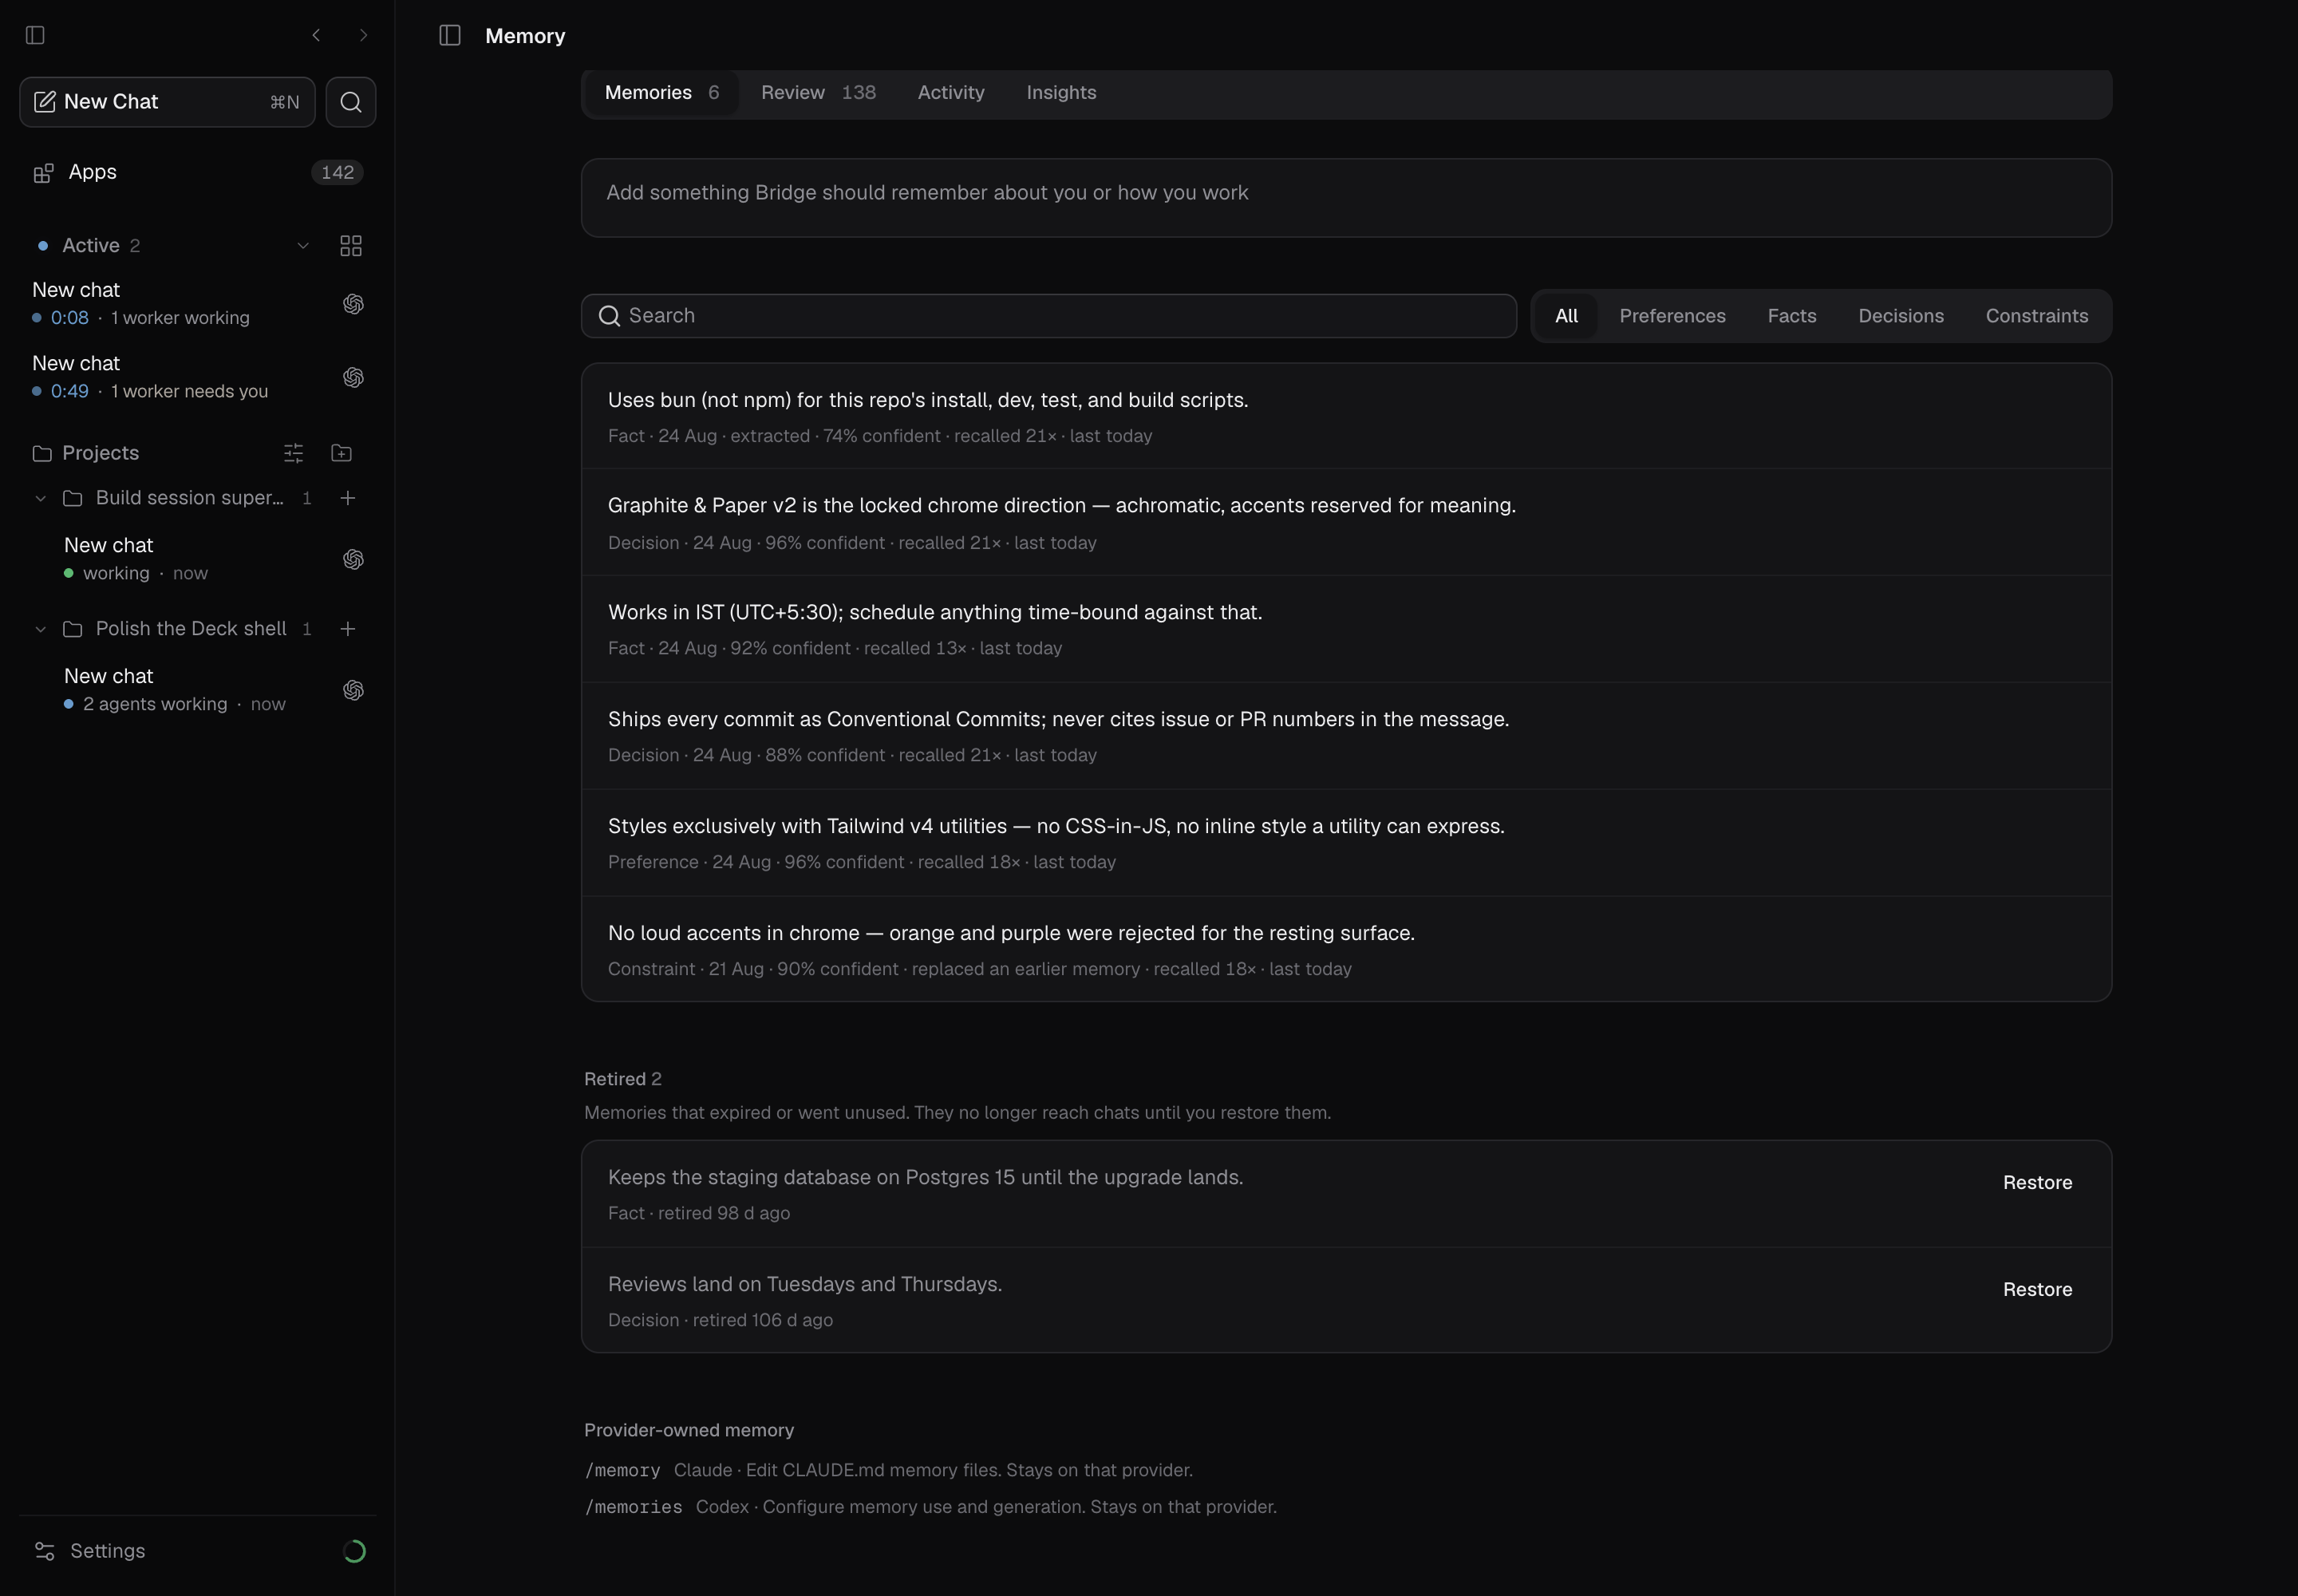 New Chat ⌘N
Apps 142
Active 2
New chat
0:08 · 1 worker working
New chat
0:49 · 1 worker needs you
Projects
Build session super... 1
New chat
working · now
Polish the Deck shell 1
New chat
2 agents working · now
Settings
Memory
Memories 6 Review 138 Activity Insights
Add something Bridge should remember about you or how you work
Search All Preferences Facts Decisions Constraints
Uses bun (not npm) for this repo's install, dev, test, and build scripts.
Fact · 24 Aug · extracted · 74% confident · recalled 21× · last today
Graphite & Paper v2 is the locked chrome direction — achromatic, accents reserved for meaning.
Decision · 24 Aug · 96% confident · recalled 21× · last today
Works in IST (UTC+5:30); schedule anything time-bound against that.
Fact · 24 Aug · 92% confident · recalled 13× · last today
Ships every commit as Conventional Commits; never cites issue or PR numbers in the message.
Decision · 24 Aug · 88% confident · recalled 21× · last today
Styles exclusively with Tailwind v4 utilities — no CSS-in-JS, no inline style a utility can express.
Preference · 24 Aug · 96% confident · recalled 18× · last today
No loud accents in chrome — orange and purple were rejected for the resting surface.
Constraint · 21 Aug · 90% confident · replaced an earlier memory · recalled 18× · last today
Retired 2
Memories that expired or went unused. They no longer reach chats until you restore them.
Keeps the staging database on Postgres 15 until the upgrade lands.
Restore
Fact · retired 98 d ago
Reviews land on Tuesdays and Thursdays.
Restore
Decision · retired 106 d ago
Provider-owned memory
/memory Claude · Edit CLAUDE.md memory files. Stays on that provider.
/memories Codex · Configure memory use and generation. Stays on that provider.